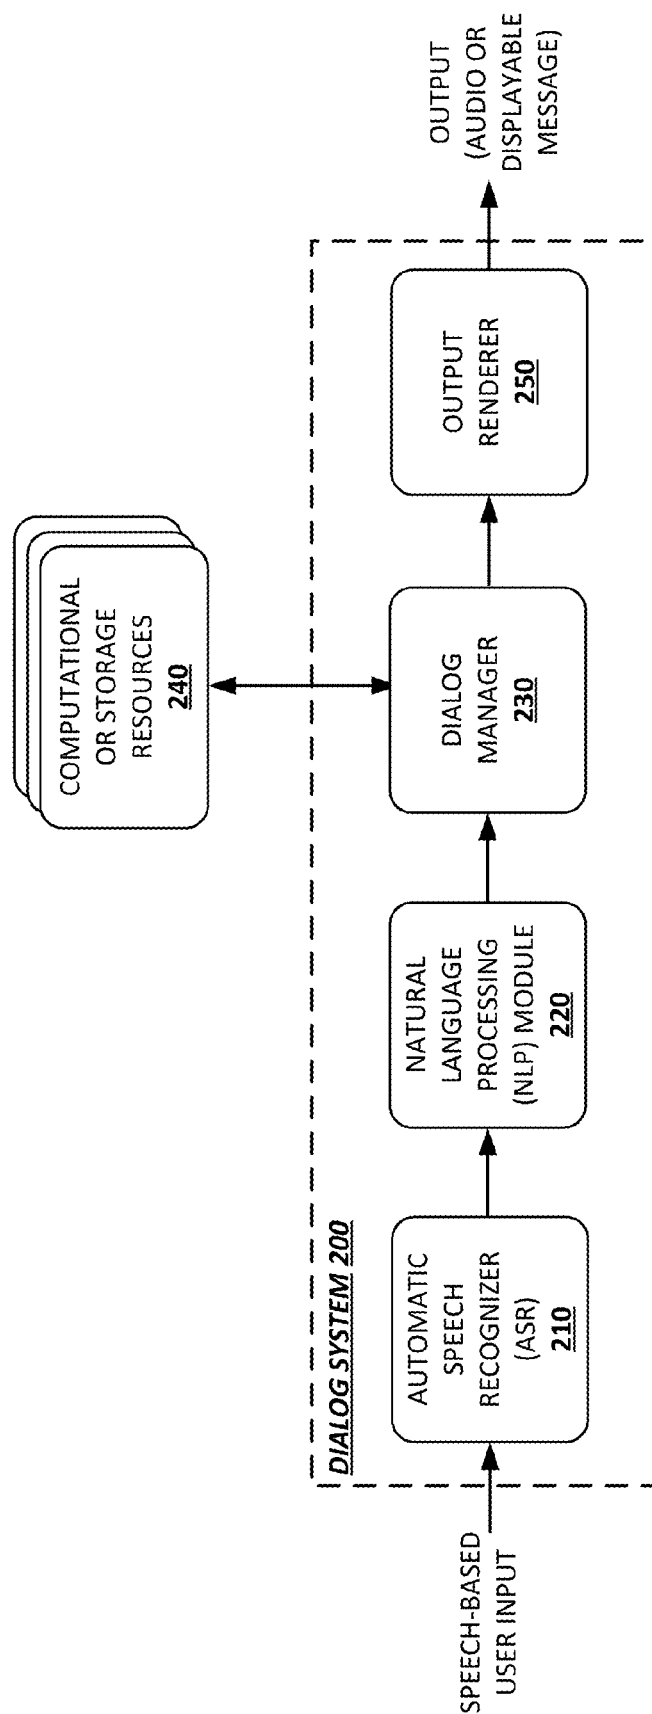 COMPUTATIONAL
OR STORAGE
RESOURCES
240
DIALOG SYSTEM 200
SPEECH-BASED
USER INPUT
AUTOMATIC
SPEECH
RECOGNIZER
(ASR)
210
NATURAL
LANGUAGE
PROCESSING
(NLP) MODULE
220
DIALOG
MANAGER
230
OUTPUT
RENDERER
250
OUTPUT
(AUDIO OR
DISPLAYABLE
MESSAGE)